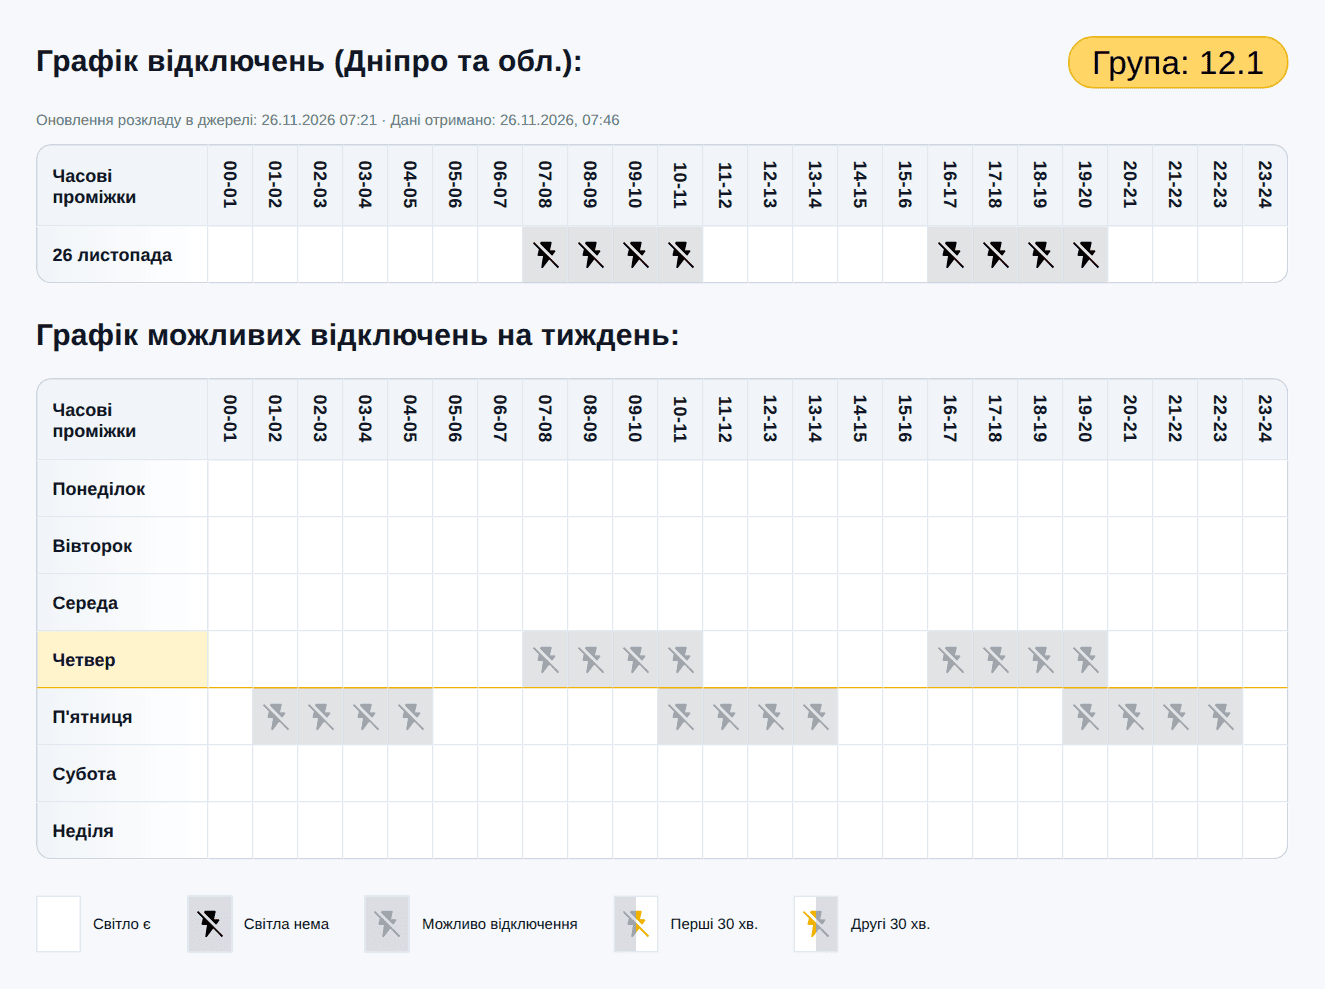 Графік відключень (Дніпро та обл.):
Група: 12.1
Оновлення розкладу в джерелі: 26.11.2026 07:21 · Дані отримано: 26.11.2026, 07:46
Часові
проміжки
00-01 01-02 02-03 03-04 04-05 05-06 06-07 07-08 08-09 09-10 10-11 11-12 12-13 13-14 14-15 15-16 16-17 17-18 18-19 19-20 20-21 21-22 22-23 23-24
26 листопада
Графік можливих відключень на тиждень:
Часові
проміжки
00-01 01-02 02-03 03-04 04-05 05-06 06-07 07-08 08-09 09-10 10-11 11-12 12-13 13-14 14-15 15-16 16-17 17-18 18-19 19-20 20-21 21-22 22-23 23-24
Понеділок
Вівторок
Середа
Четвер
П'ятниця
Субота
Неділя
Світло є
Світла нема
Можливо відключення
Перші 30 хв.
Другі 30 хв.